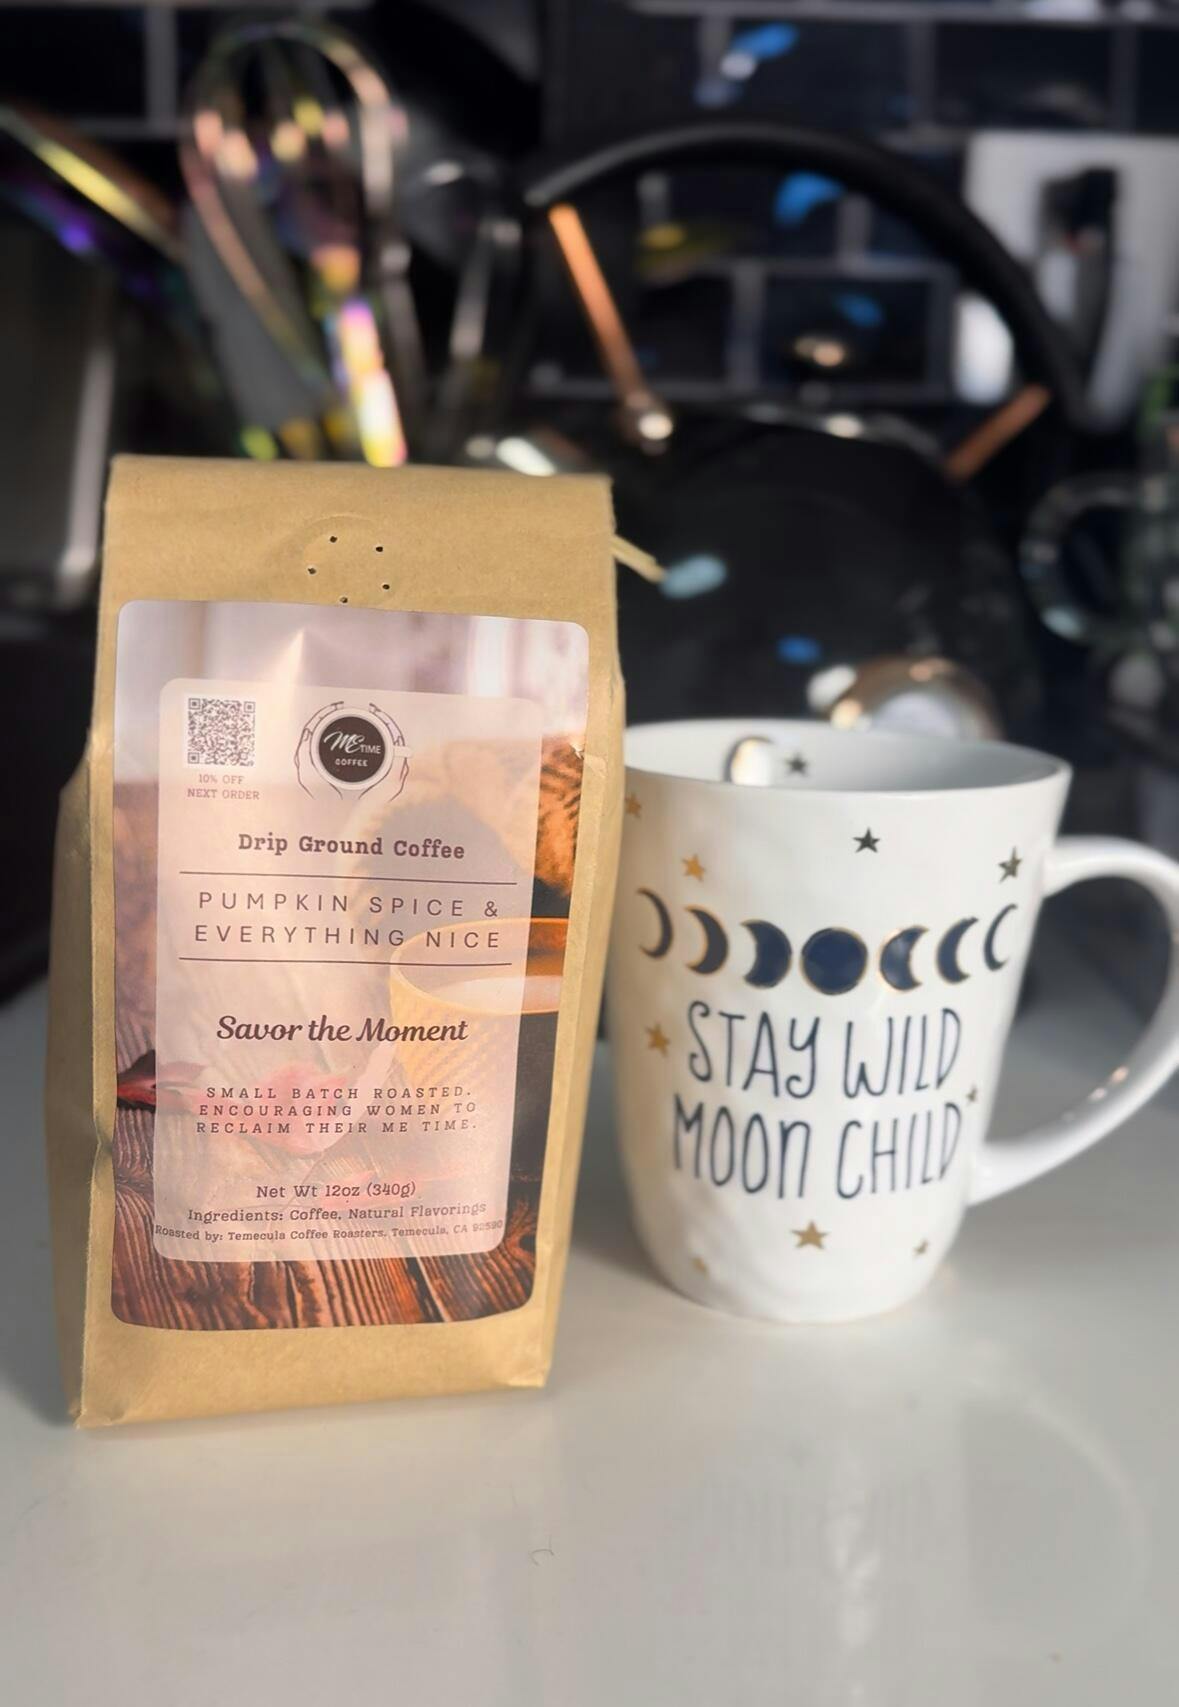 10% OFF
NEXT ORDER
Me TIME
COFFEE
Drip Ground Coffee
PUMPKIN SPICE &
EVERYTHING NICE
Savor the Moment
SMALL BATCH ROASTED.
ENCOURAGING WOMEN TO
RECLAIM THEIR ME TIME.
Net Wt 12oz (340g)
Ingredients: Coffee, Natural Flavorings
Roasted by: Temecula Coffee Roasters, Temecula, CA 92590
STAY WILD
MOON CHILD